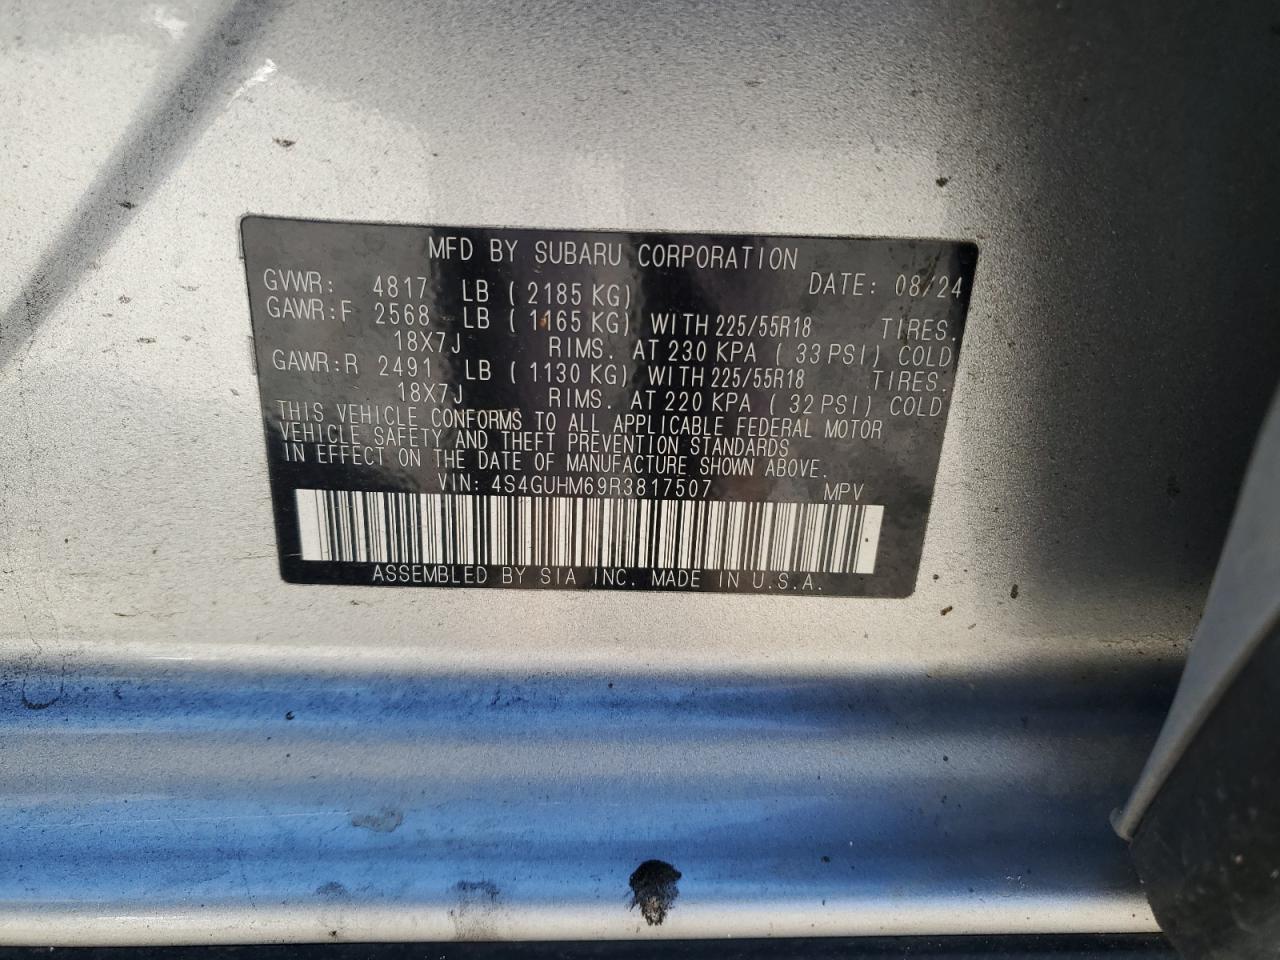 MFD BY SUBARU CORPORATION
GVWR: 4817 LB ( 2185 KG) DATE: 08/24
GAWR:F 2568 LB ( 1165 KG) WITH 225/55R18 TIRES.
18X7J RIMS. AT 230 KPA ( 33 PSI) COLD
GAWR:R 2491 LB ( 1130 KG) WITH 225/55R18 TIRES.
18X7J RIMS. AT 220 KPA ( 32 PSI) COLD
THIS VEHICLE CONFORMS TO ALL APPLICABLE FEDERAL MOTOR
VEHICLE SAFETY AND THEFT PREVENTION STANDARDS
IN EFFECT ON THE DATE OF MANUFACTURE SHOWN ABOVE.
VIN: 4S4GUHM69R3817507 MPV
ASSEMBLED BY SIA INC. MADE IN U.S.A.